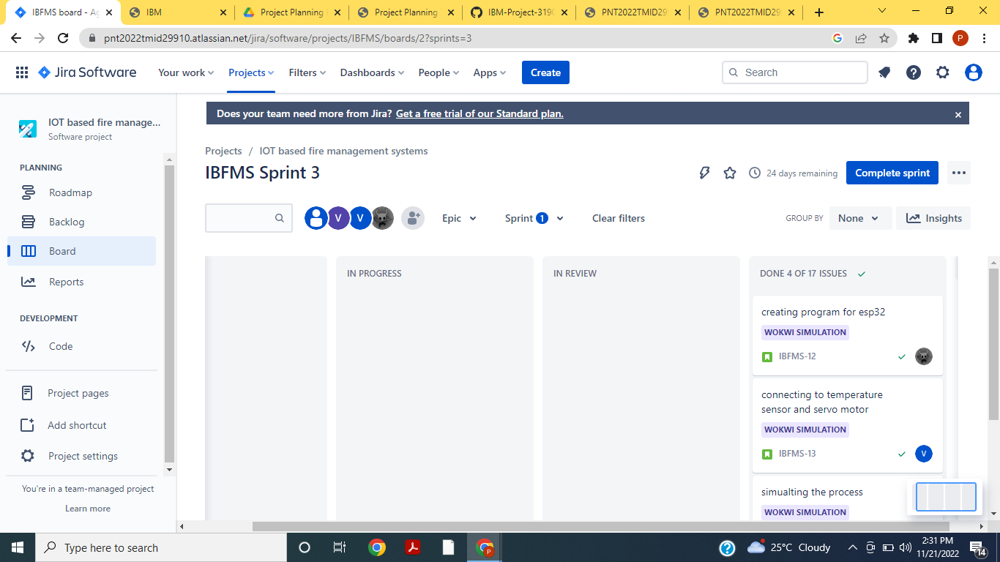 IBFMS board - Ag
IBM
Project Planning
Project Planning
IBM-Project-3190
PNT2022TMID29
PNT2022TMID29
pnt2022tmid29910.atlassian.net/jira/software/projects/IBFMS/boards/2?sprints=3
P
Jira Software
Your work
Projects
Filters
Dashboards
People
Apps
Create
Search
IOT based fire manage...
Software project
PLANNING
Roadmap
Backlog
Board
Reports
DEVELOPMENT
Code
Project pages
Add shortcut
Project settings
You're in a team-managed project
Learn more
Does your team need more from Jira? Get a free trial of our Standard plan.
Projects / IOT based fire management systems
IBFMS Sprint 3
24 days remaining
Complete sprint
V
V
Epic
Sprint 1
Clear filters
GROUP BY
None
Insights
IN PROGRESS
IN REVIEW
DONE 4 OF 17 ISSUES
creating program for esp32
WOKWI SIMULATION
IBFMS-12
connecting to temperature
sensor and servo motor
WOKWI SIMULATION
IBFMS-13
V
simualting the process
WOKWI SIMULATION
Type here to search
P
25°C Cloudy
2:31 PM
11/21/2022
14